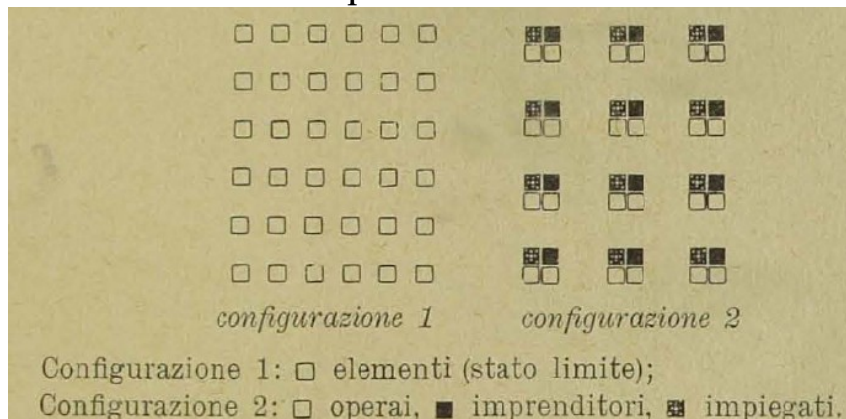 configurazione 1 configurazione 2
Configurazione 1: □ elementi (stato limite);
Configurazione 2: □ operai, ■ imprenditori, ▦ impiegati.